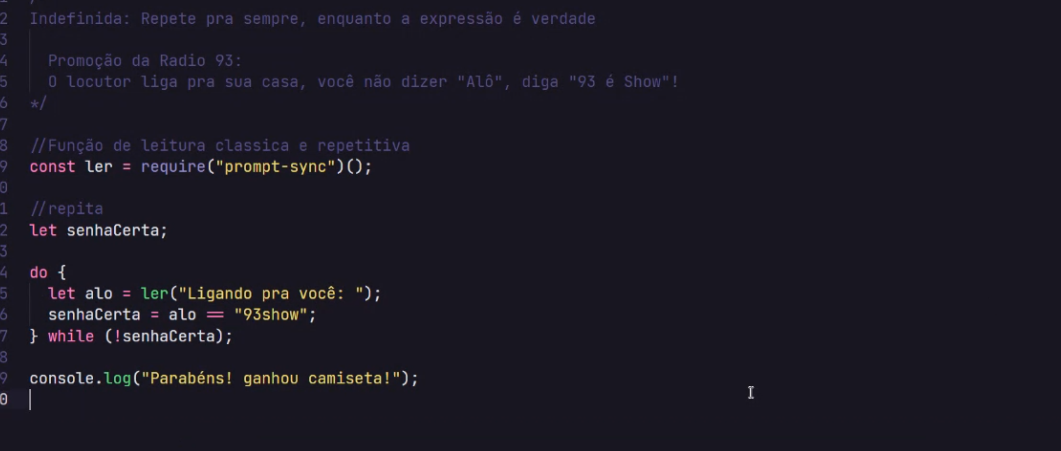 2 Indefinida: Repete pra sempre, enquanto a expressão é verdade
3
4 Promoção da Radio 93:
5 O locutor liga pra sua casa, você não dizer "Alô", diga "93 é Show"!
6 */
7
8 //Função de leitura classica e repetitiva
9 const ler = require("prompt-sync")();
0
1 //repita
2 let senhaCerta;
3
4 do {
5 let alo = ler("Ligando pra você: ");
6 senhaCerta = alo == "93show";
7 } while (!senhaCerta);
8
9 console.log("Parabéns! ganhou camiseta!");
0